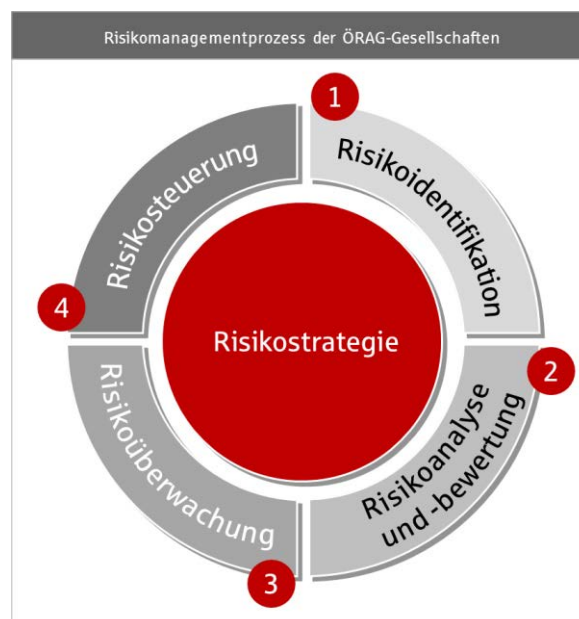 Risikomanagementprozess der ÖRAG-Gesellschaften
1
Risikoidentifikation
2
Risikoanalyse
und -bewertung
3
Risikoüberwachung
4
Risikosteuerung
Risikostrategie